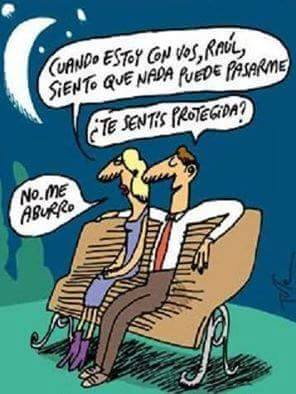 CUANDO ESTOY CON VOS, RAÚL,
SIENTO QUE NADA PUEDE PASARME
¿TE SENTÍS PROTEGIDA?
NO. ME
ABURRO